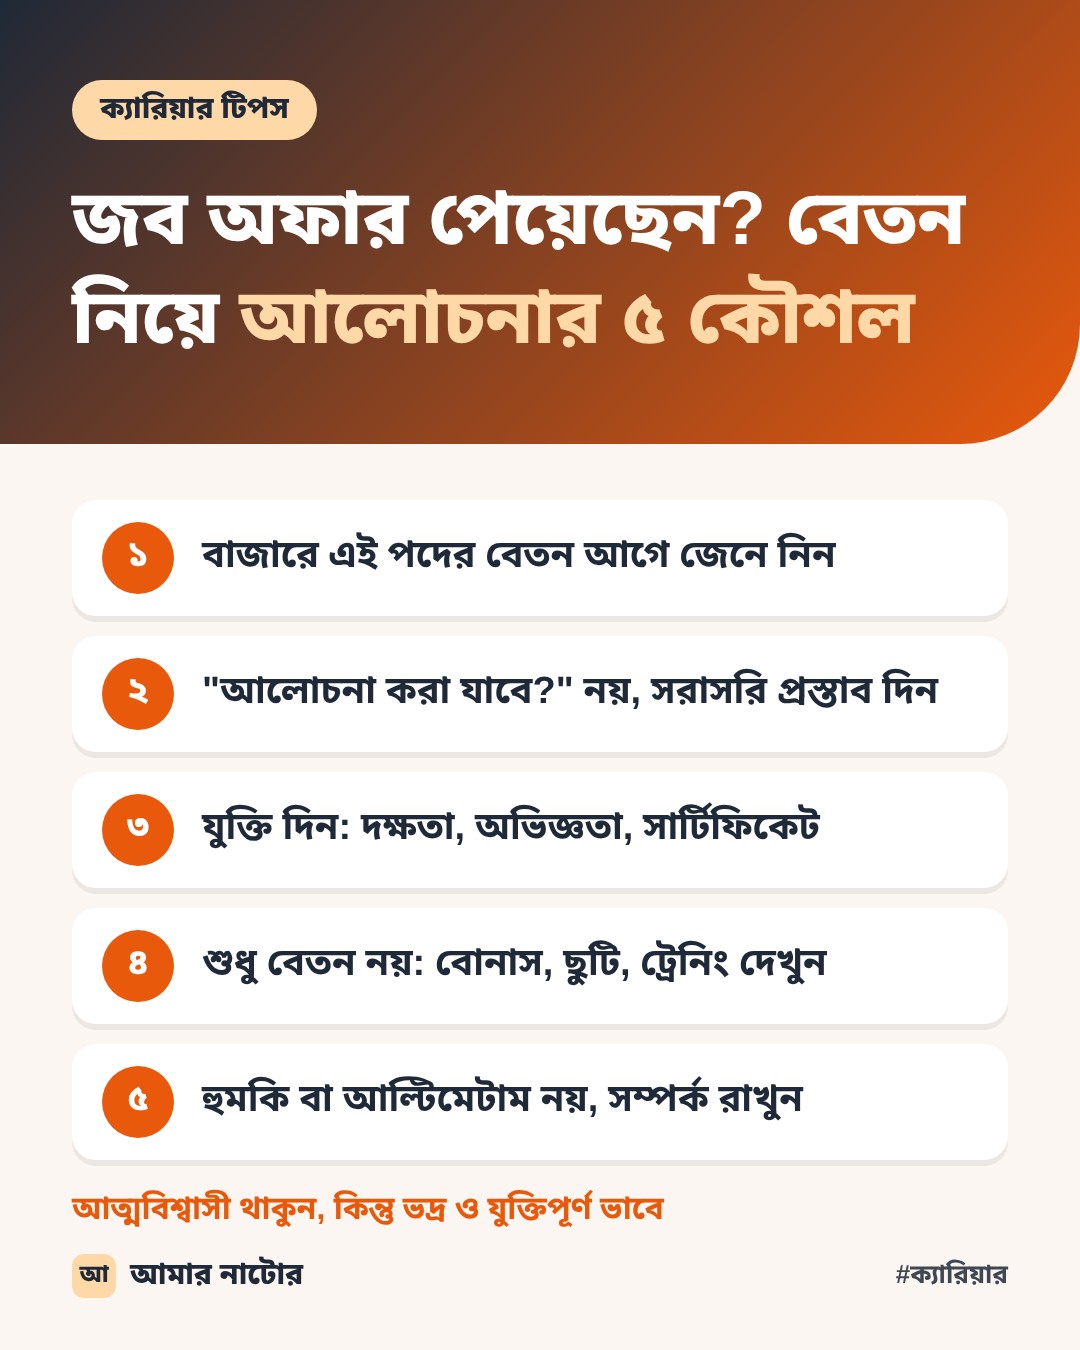 ক্যারিয়ার টিপস
জব অফার পেয়েছেন? বেতন
নিয়ে আলোচনার ৫ কৌশল
১ বাজারে এই পদের বেতন আগে জেনে নিন
২ "আলোচনা করা যাবে?" নয়, সরাসরি প্রস্তাব দিন
৩ যুক্তি দিন: দক্ষতা, অভিজ্ঞতা, সার্টিফিকেট
৪ শুধু বেতন নয়: বোনাস, ছুটি, ট্রেনিং দেখুন
৫ হুমকি বা আল্টিমেটাম নয়, সম্পর্ক রাখুন
আত্মবিশ্বাসী থাকুন, কিন্তু ভদ্র ও যুক্তিপূর্ণ ভাবে
আ আমার নাটোর
#ক্যারিয়ার